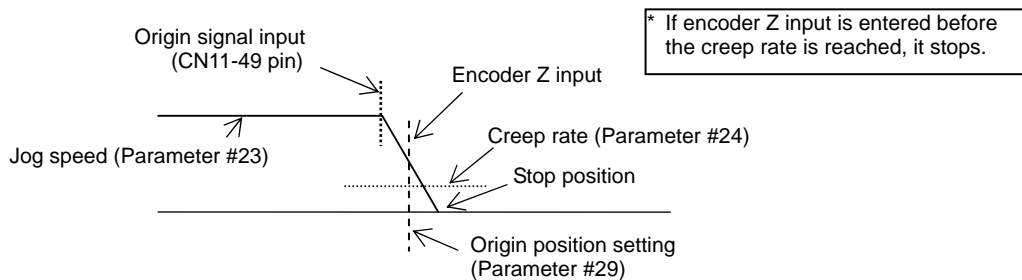 Origin signal input
(CN11-49 pin)
* If encoder Z input is entered before
the creep rate is reached, it stops.
Encoder Z input
Jog speed (Parameter #23)
Creep rate (Parameter #24)
Stop position
Origin position setting
(Parameter #29)